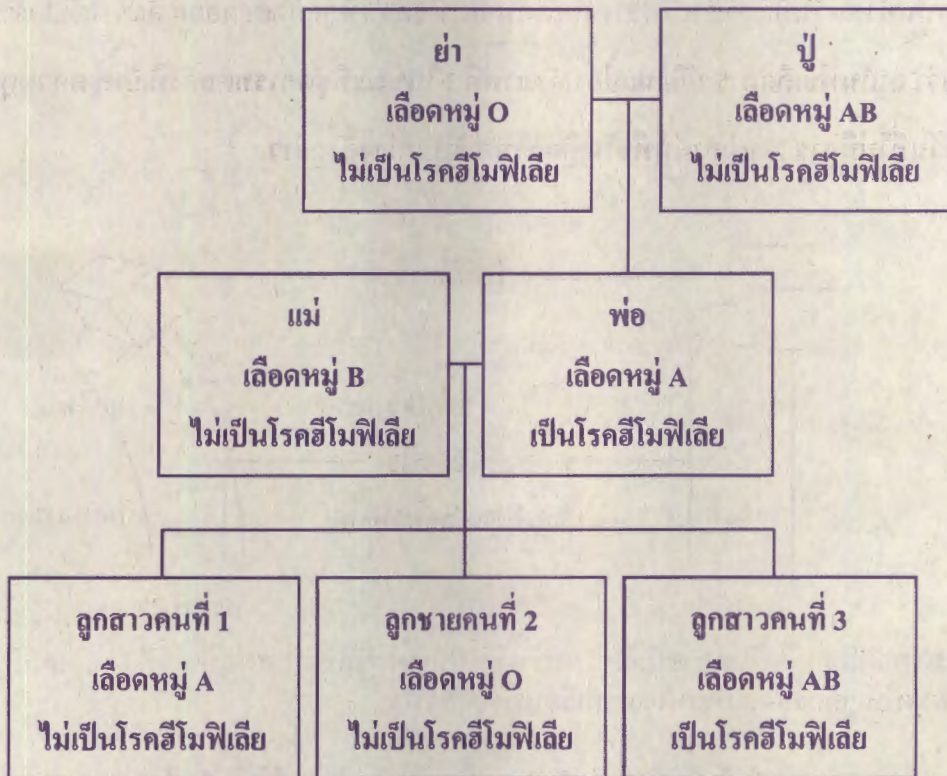 ย่า
เลือดหมู่ O
ไม่เป็นโรคฮีโมฟิเลีย
ปู่
เลือดหมู่ AB
ไม่เป็นโรคฮีโมฟิเลีย
แม่
เลือดหมู่ B
ไม่เป็นโรคฮีโมฟิเลีย
พ่อ
เลือดหมู่ A
เป็นโรคฮีโมฟิเลีย
ลูกสาวคนที่ 1
เลือดหมู่ A
ไม่เป็นโรคฮีโมฟิเลีย
ลูกชายคนที่ 2
เลือดหมู่ O
ไม่เป็นโรคฮีโมฟิเลีย
ลูกสาวคนที่ 3
เลือดหมู่ AB
เป็นโรคฮีโมฟิเลีย